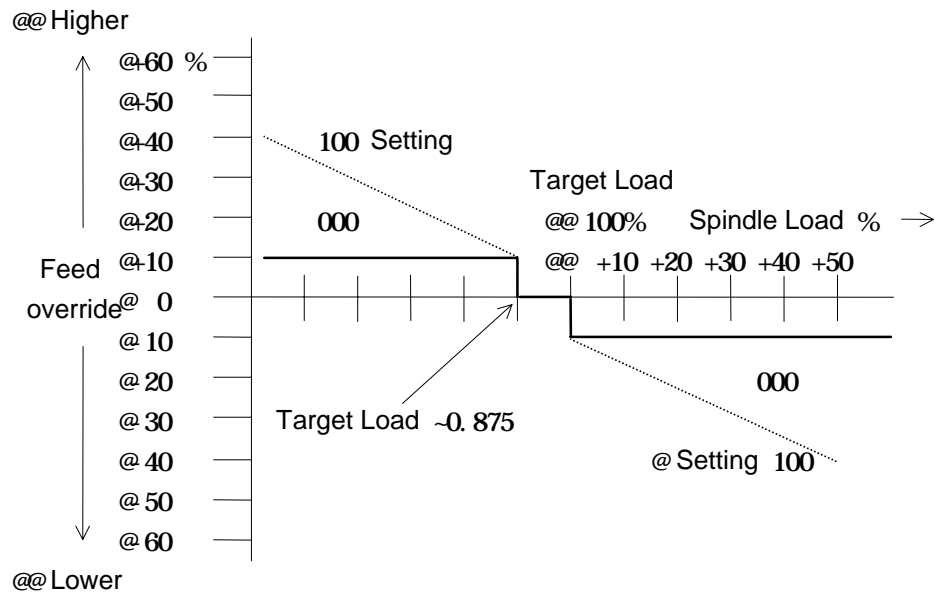 @@ Higher
@+60 %
@+50
@+40
100 Setting
@+30
Target Load
@+20
000
@@ 100%
Spindle Load %
Feed
override
@+10
@@ +10 +20 +30 +40 +50
@ 0
@- 10
@- 20
000
@- 30
Target Load ~0. 875
@- 40
@ Setting 100
@- 50
@- 60
@@ Lower